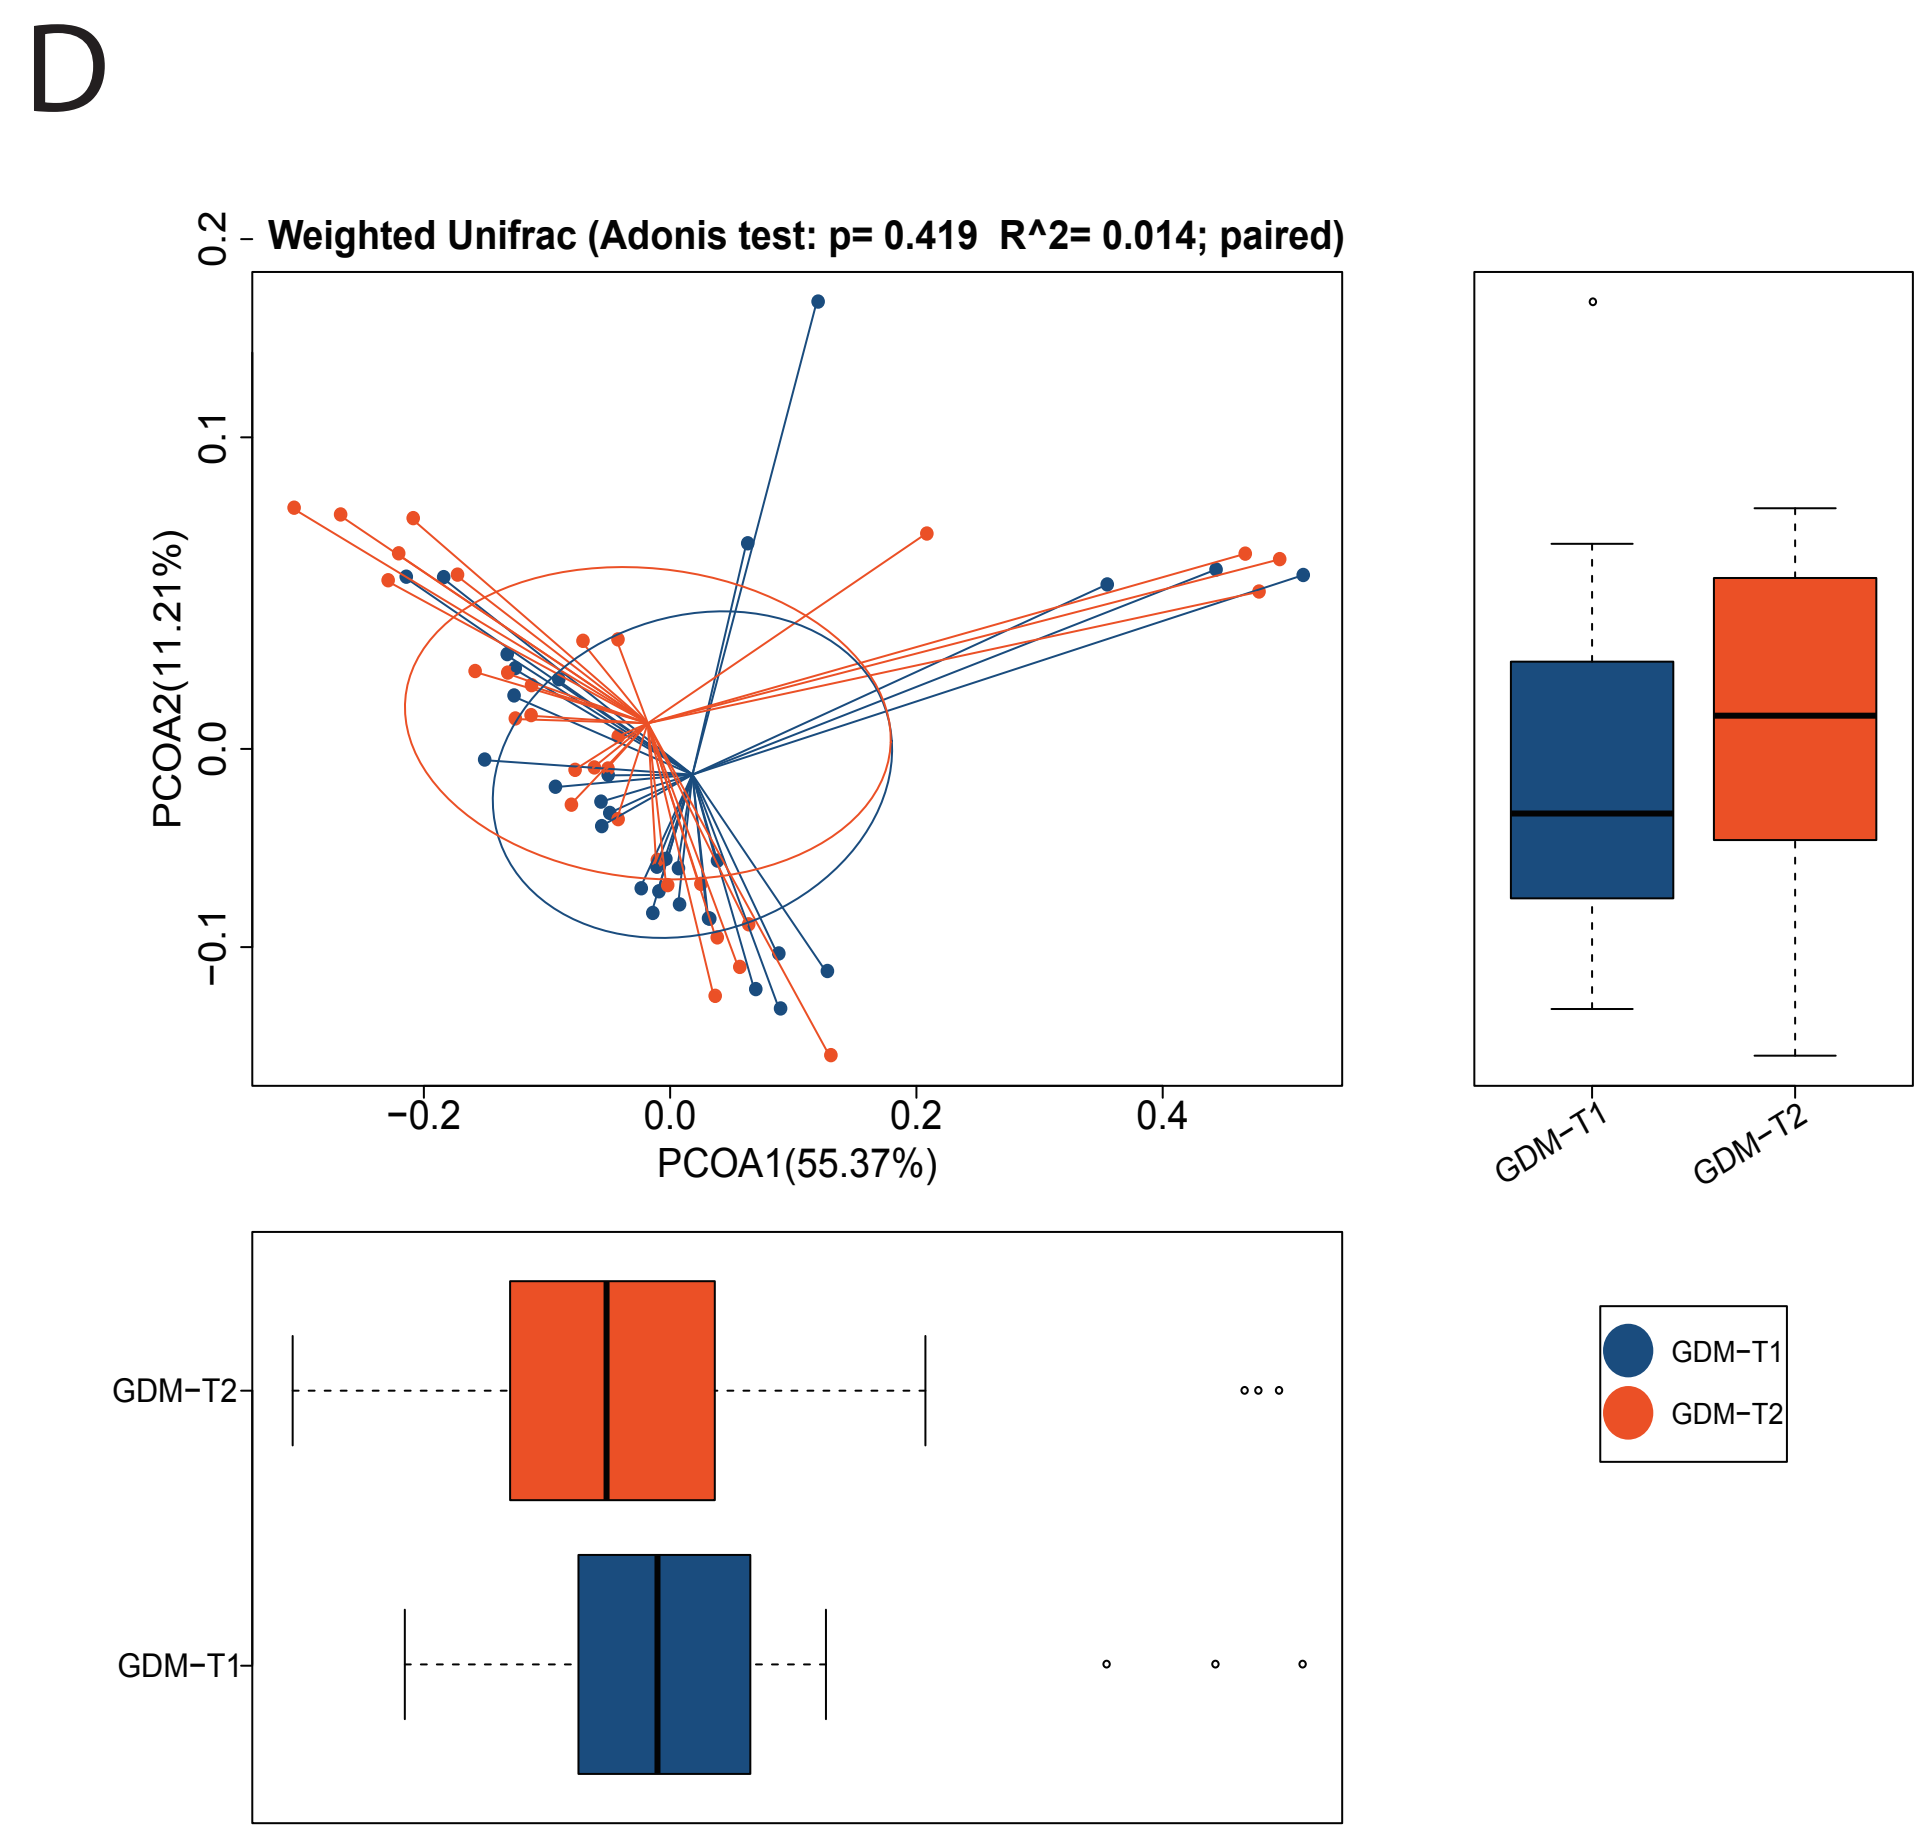 D
Weighted Unifrac (Adonis test: p= 0.419 R^2= 0.014; paired)
0.2
0.1
0.0
−0.1
PCOA2(11.21%)
−0.2 0.0 0.2 0.4
PCOA1(55.37%)
GDM−T1 GDM−T2
GDM−T2
GDM−T1
GDM−T1
GDM−T2